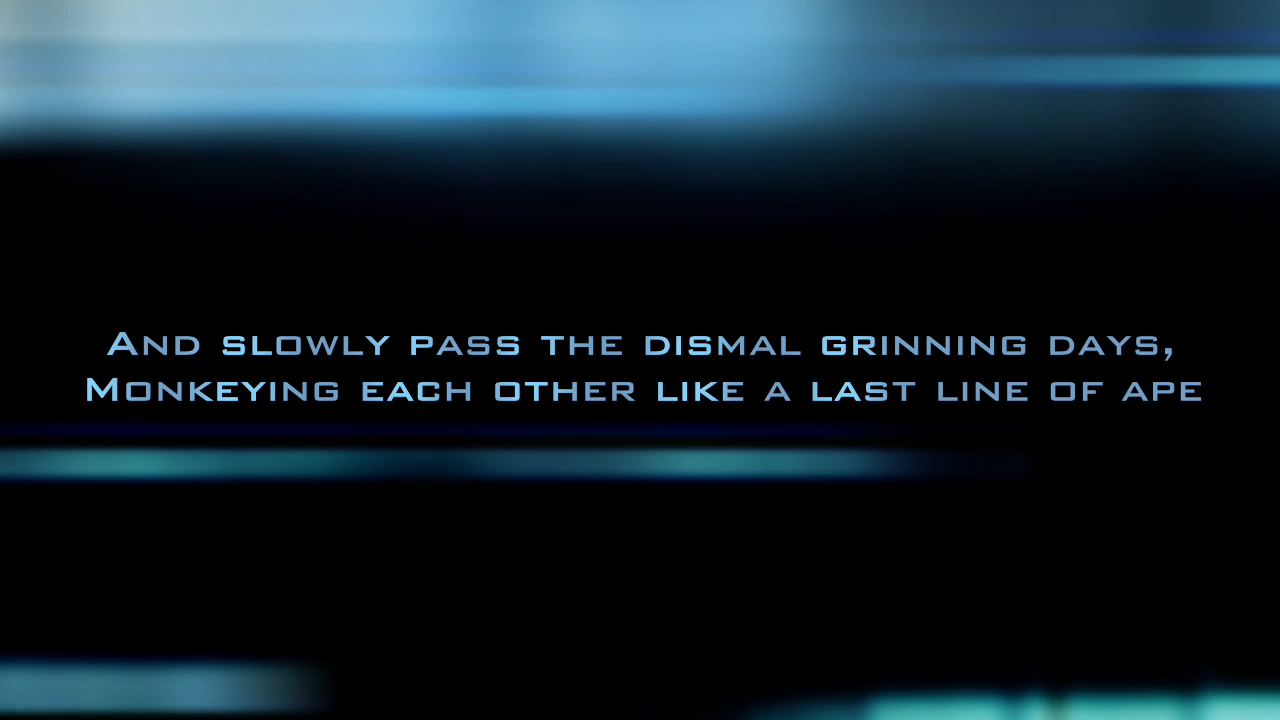 And slowly pass the dismal grinning days,
Monkeying each other like a last line of ape